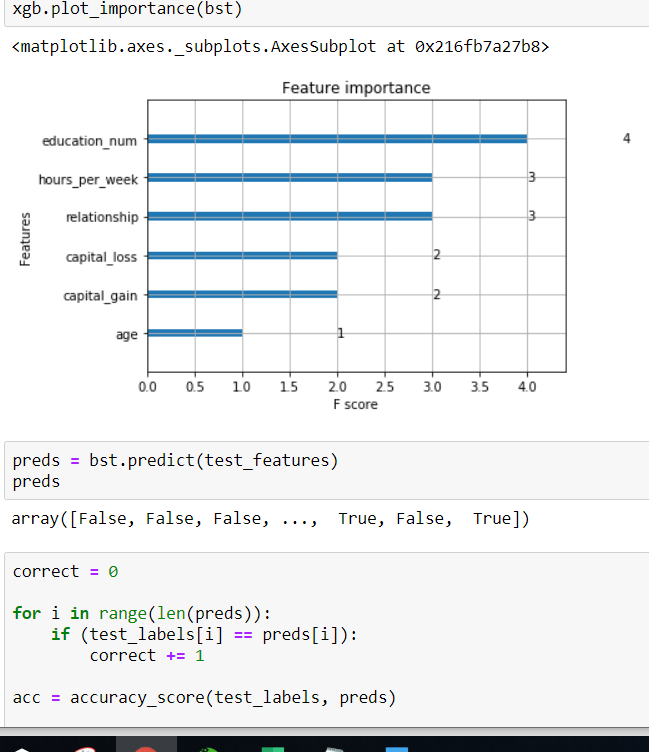 xgb.plot_importance(bst)
<matplotlib.axes._subplots.AxesSubplot at 0x216fb7a27b8>
Feature importance
education_num 4
hours_per_week 3
relationship 3
Features
capital_loss 2
capital_gain 2
age 1
0.0 0.5 1.0 1.5 2.0 2.5 3.0 3.5 4.0
F score
preds = bst.predict(test_features)
preds
array([False, False, False, ...,  True, False,  True])
correct = 0
for i in range(len(preds)):
    if (test_labels[i] == preds[i]):
        correct += 1
acc = accuracy_score(test_labels, preds)